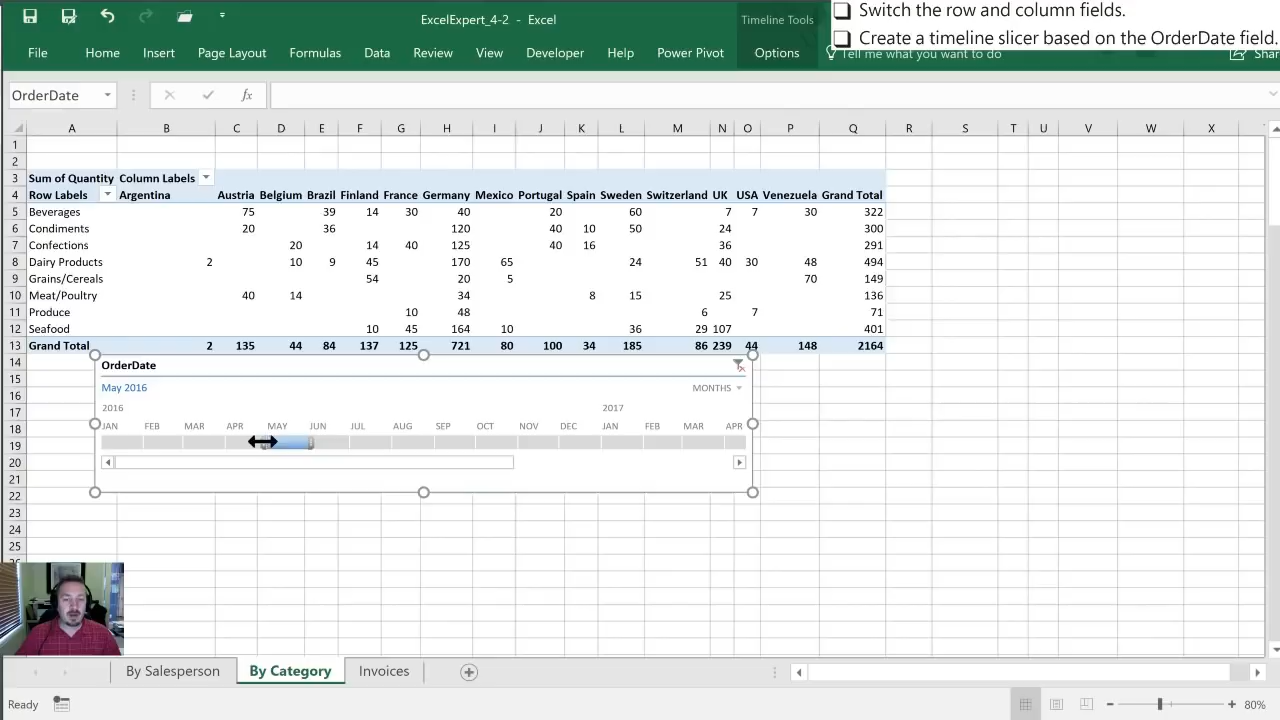 ExcelExpert_4-2 - Excel
Timeline Tools
Switch the row and column fields.
Create a timeline slicer based on the OrderDate field.
File Home Insert Page Layout Formulas Data Review View Developer Help Power Pivot Options Tell me what you want to do Shar
OrderDate fx
A B C D E F G H I J K L M N O P Q R S T U V W X
1
2
3 Sum of Quantity Column Labels
4 Row Labels Argentina Austria Belgium Brazil Finland France Germany Mexico Portugal Spain Sweden Switzerland UK USA Venezuela Grand Total
5 Beverages 75 39 14 30 40 20 60 7 7 30 322
6 Condiments 20 36 120 40 10 50 24 300
7 Confections 20 14 40 125 40 16 36 291
8 Dairy Products 2 10 9 45 170 65 24 51 40 30 48 494
9 Grains/Cereals 54 20 5 70 149
10 Meat/Poultry 40 14 34 8 15 25 136
11 Produce 10 48 6 7 71
12 Seafood 10 45 164 10 36 29 107 401
13 Grand Total 2 135 44 84 137 125 721 80 100 34 185 86 239 44 148 2164
14
OrderDate
15
May 2016 MONTHS
16
2016 2017
17
18
JAN FEB MAR APR MAY JUN JUL AUG SEP OCT NOV DEC JAN FEB MAR APR
19
20
21
22
23
24
25
By Salesperson By Category Invoices
Ready 80%